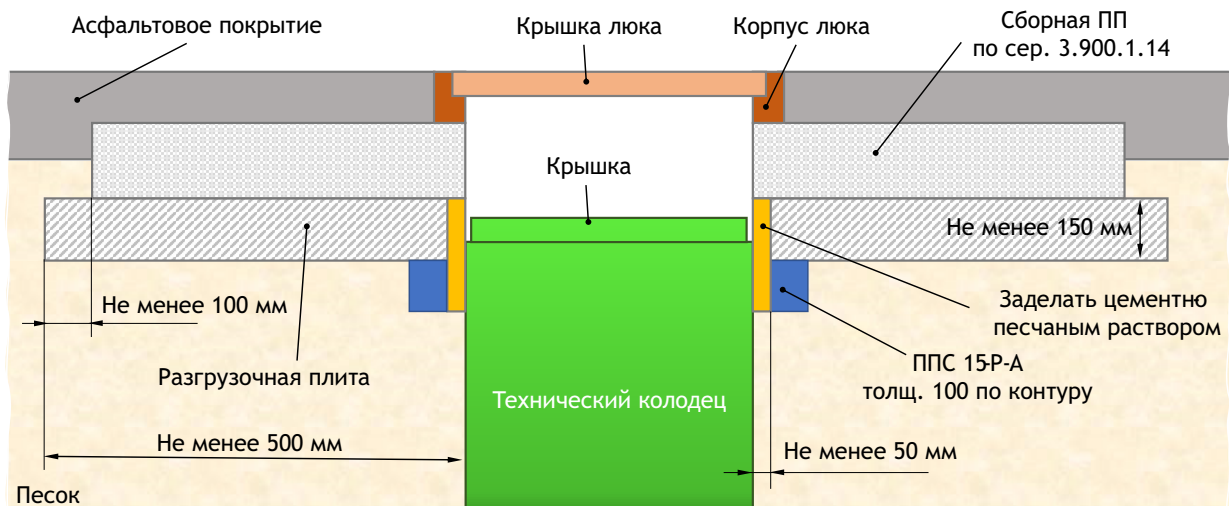 Асфальтовое покрытие
Крышка люка
Корпус люка
Сборная ПП
по сер. 3.900.1.14
Крышка
Не менее 150 мм
Не менее 100 мм
Заделать цементню
песчаным раствором
Разгрузочная плита
ППС 15-Р-А
толщ. 100 по контуру
Технический колодец
Не менее 500 мм
Не менее 50 мм
Песок